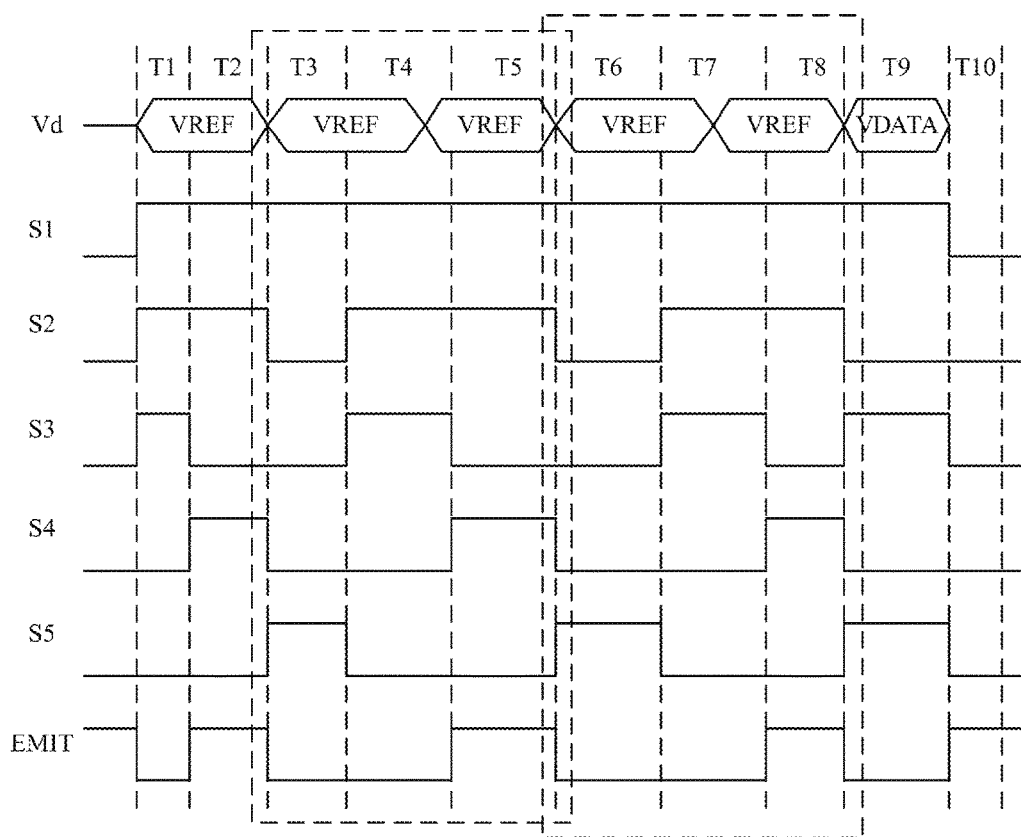 T1 T2 T3 T4 T5 T6 T7 T8 T9 T10
Vd VREF VREF VREF VREF VREF VDATA
S1
S2
S3
S4
S5
EMIT